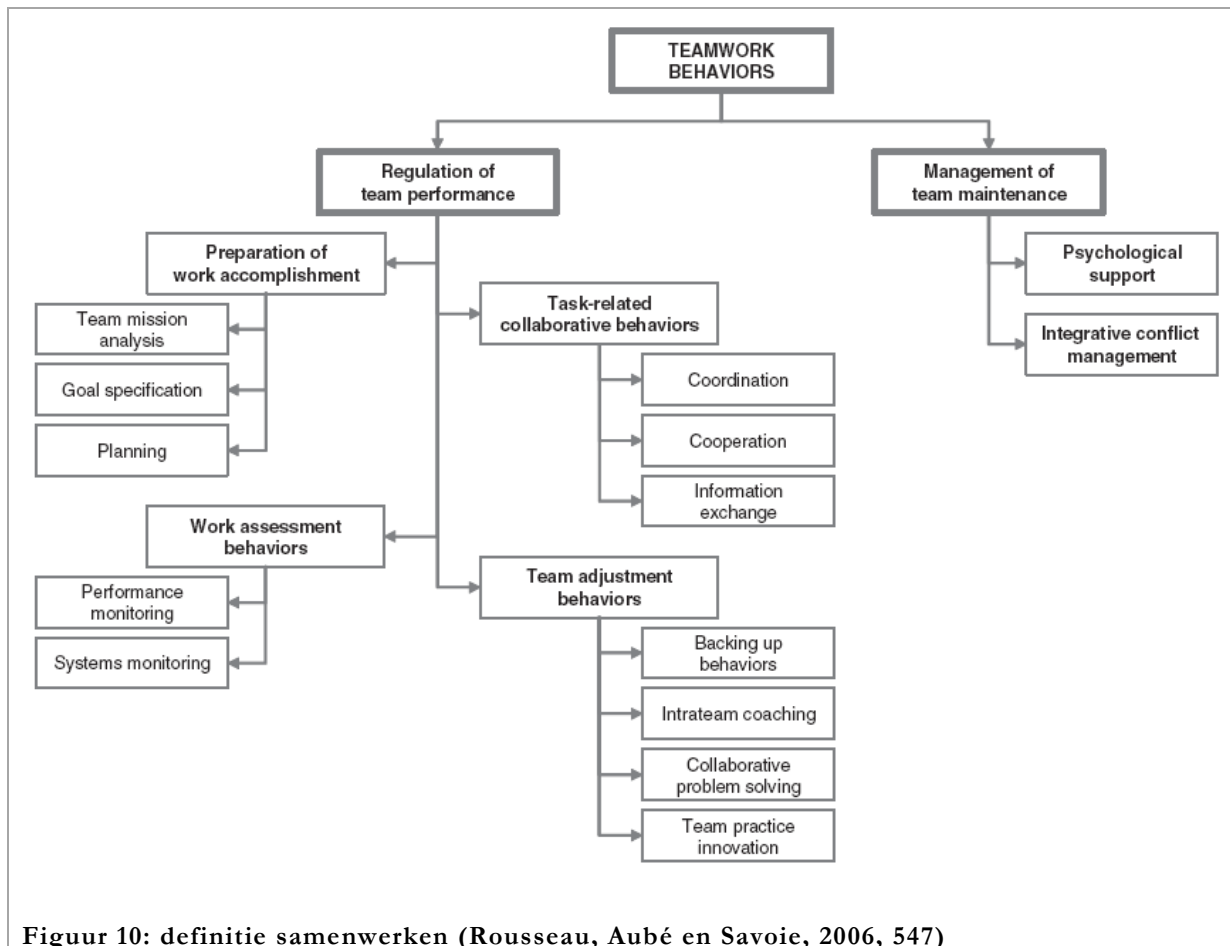 TEAMWORK
BEHAVIORS
Regulation of
team performance
Management of
team maintenance
Preparation of
work accomplishment
Team mission
analysis
Goal specification
Planning
Work assessment
behaviors
Performance
monitoring
Systems monitoring
Task-related
collaborative behaviors
Coordination
Cooperation
Information
exchange
Team adjustment
behaviors
Backing up
behaviors
Intrateam coaching
Collaborative
problem solving
Team practice
innovation
Psychological
support
Integrative conflict
management
Figuur 10: definitie samenwerken (Rousseau, Aubé en Savoie, 2006, 547)